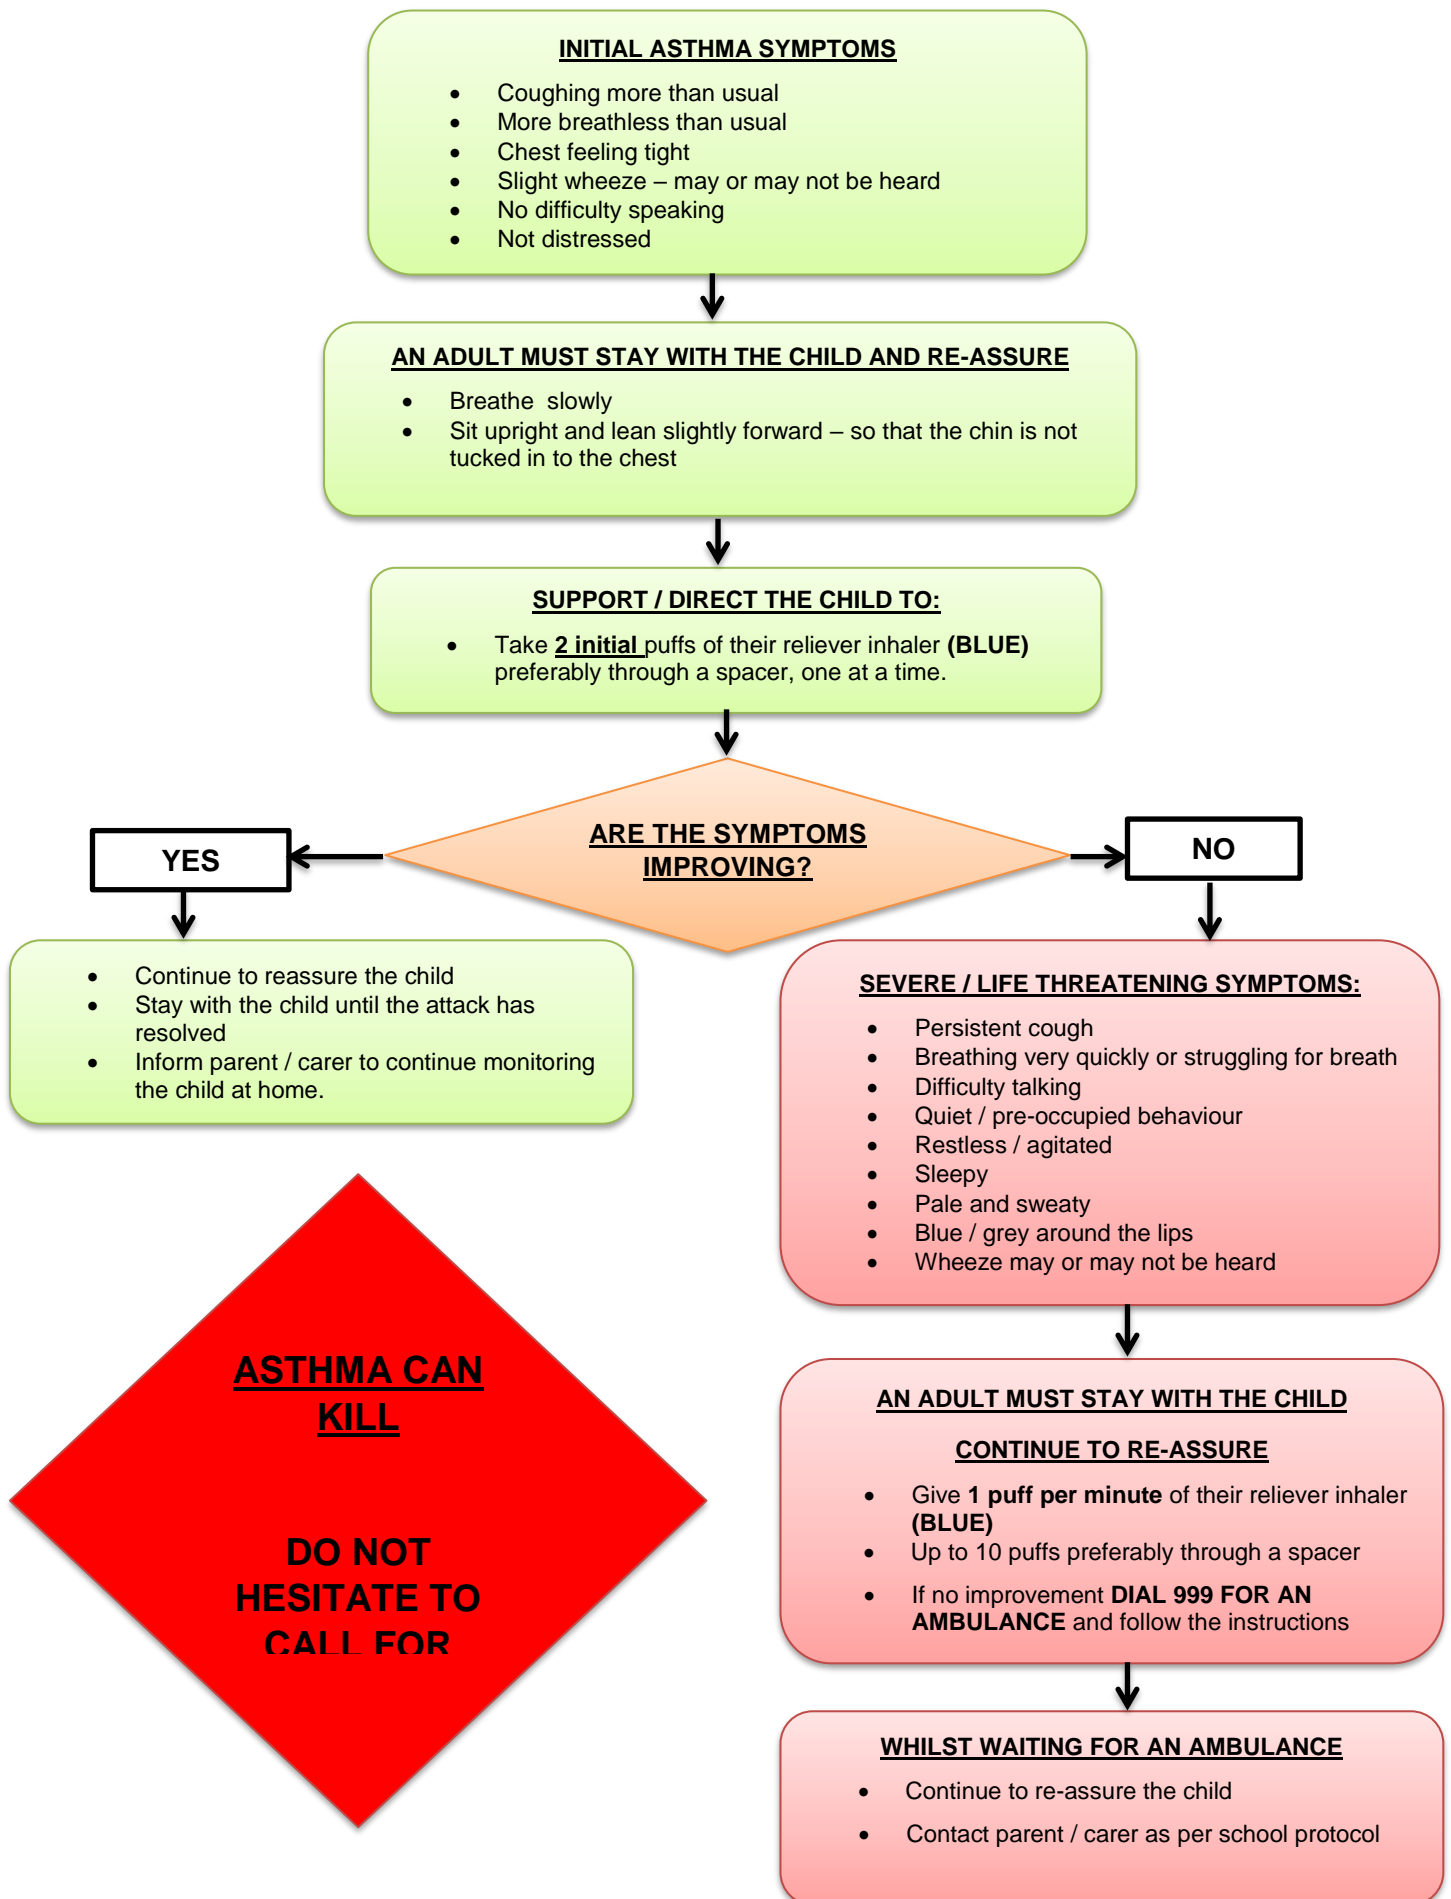 INITIAL ASTHMA SYMPTOMS
• Coughing more than usual
• More breathless than usual
• Chest feeling tight
• Slight wheeze – may or may not be heard
• No difficulty speaking
• Not distressed
AN ADULT MUST STAY WITH THE CHILD AND RE-ASSURE
• Breathe slowly
• Sit upright and lean slightly forward – so that the chin is not
tucked in to the chest
SUPPORT / DIRECT THE CHILD TO:
• Take 2 initial puffs of their reliever inhaler (BLUE)
preferably through a spacer, one at a time.
ARE THE SYMPTOMS
IMPROVING?
YES
NO
• Continue to reassure the child
• Stay with the child until the attack has
resolved
• Inform parent / carer to continue monitoring
the child at home.
SEVERE / LIFE THREATENING SYMPTOMS:
• Persistent cough
• Breathing very quickly or struggling for breath
• Difficulty talking
• Quiet / pre-occupied behaviour
• Restless / agitated
• Sleepy
• Pale and sweaty
• Blue / grey around the lips
• Wheeze may or may not be heard
ASTHMA CAN
KILL
DO NOT
HESITATE TO
CALL FOR
AN ADULT MUST STAY WITH THE CHILD
CONTINUE TO RE-ASSURE
• Give 1 puff per minute of their reliever inhaler
(BLUE)
• Up to 10 puffs preferably through a spacer
• If no improvement DIAL 999 FOR AN
AMBULANCE and follow the instructions
WHILST WAITING FOR AN AMBULANCE
• Continue to re-assure the child
• Contact parent / carer as per school protocol